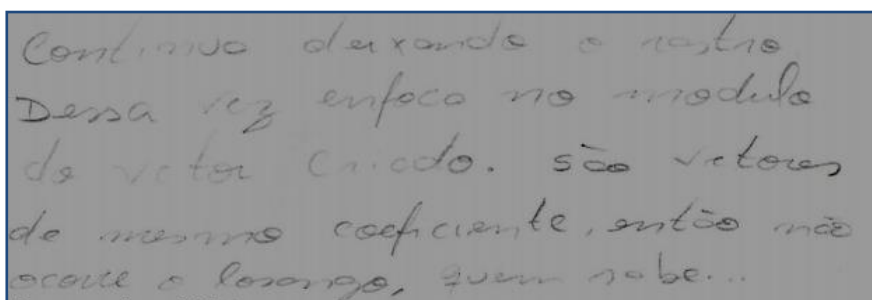 Continuo deixando o rastro
Dessa vez enfoco no modulo
do vetor criado. são vetores
de mesmo coeficiente, então não
ocorre o losango, quem sabe...